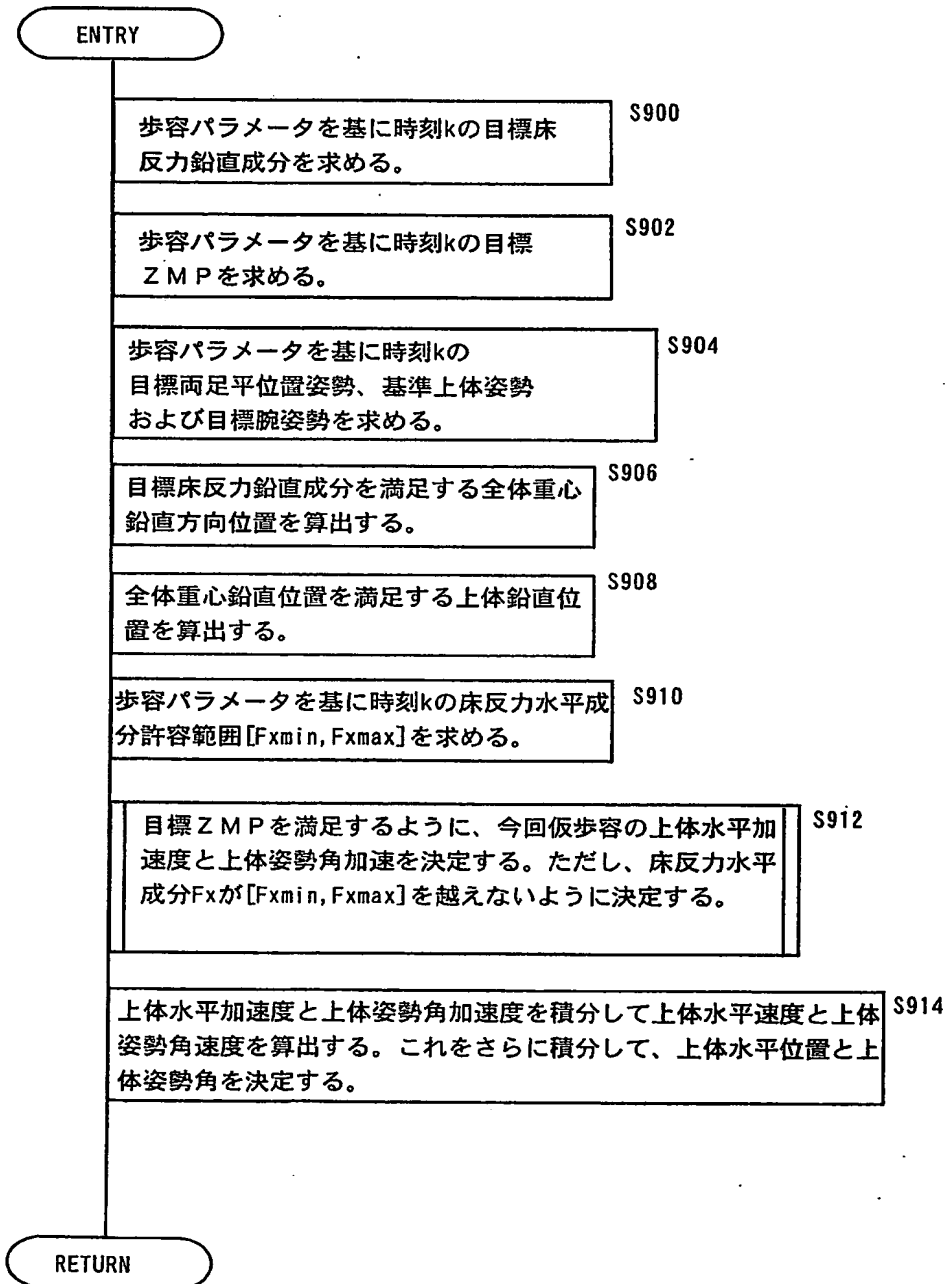 ENTRY
S900
歩容パラメータを基に時刻kの目標床
反力鉛直成分を求める。
S902
歩容パラメータを基に時刻kの目標
ZMPを求める。
S904
歩容パラメータを基に時刻kの
目標両足平位置姿勢、基準上体姿勢
および目標腕姿勢を求める。
S906
目標床反力鉛直成分を満足する全体重心
鉛直方向位置を算出する。
S908
全体重心鉛直位置を満足する上体鉛直位
置を算出する。
S910
歩容パラメータを基に時刻kの床反力水平成
分許容範囲[Fxmin,Fxmax]を求める。
S912
目標ZMPを満足するように、今回仮歩容の上体水平加
速度と上体姿勢角加速を決定する。ただし、床反力水平
成分Fxが[Fxmin,Fxmax]を越えないように決定する。
S914
上体水平加速度と上体姿勢角加速度を積分して上体水平速度と上体
姿勢角速度を算出する。これをさらに積分して、上体水平位置と上
体姿勢角を決定する。
RETURN